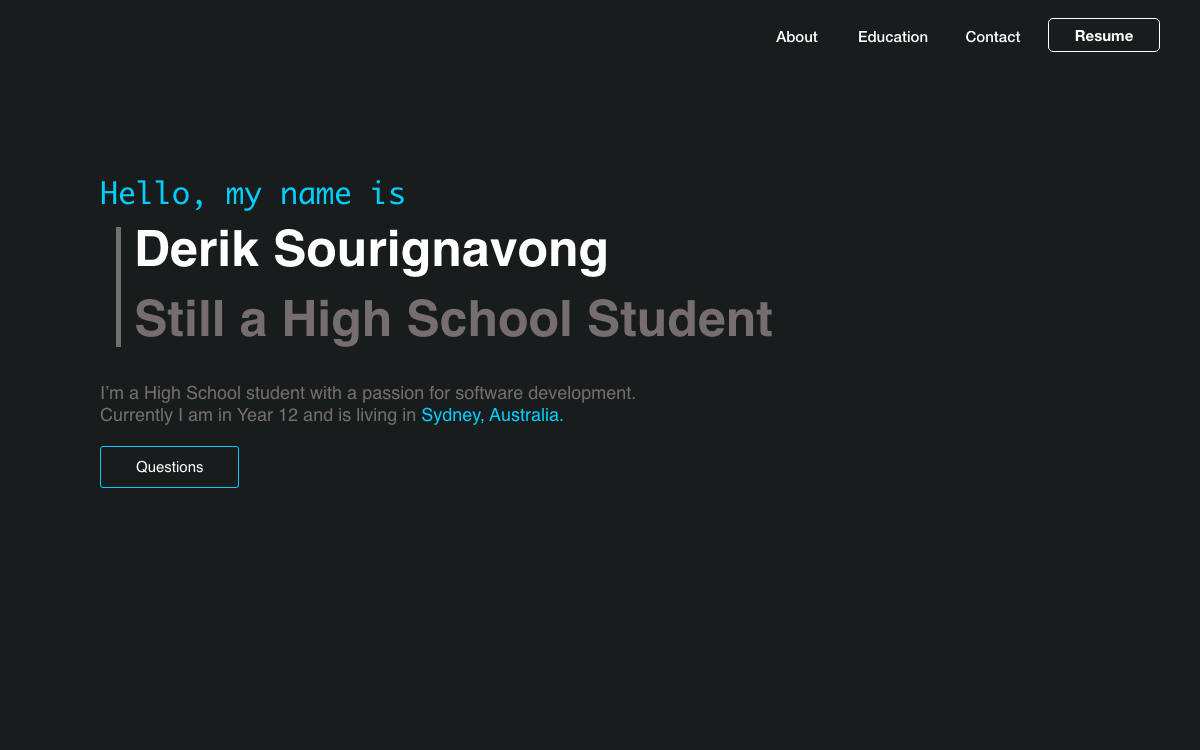 About Education Contact Resume
Hello, my name is
Derik Sourignavong
Still a High School Student
I'm a High School student with a passion for software development.
Currently I am in Year 12 and is living in Sydney, Australia.
Questions